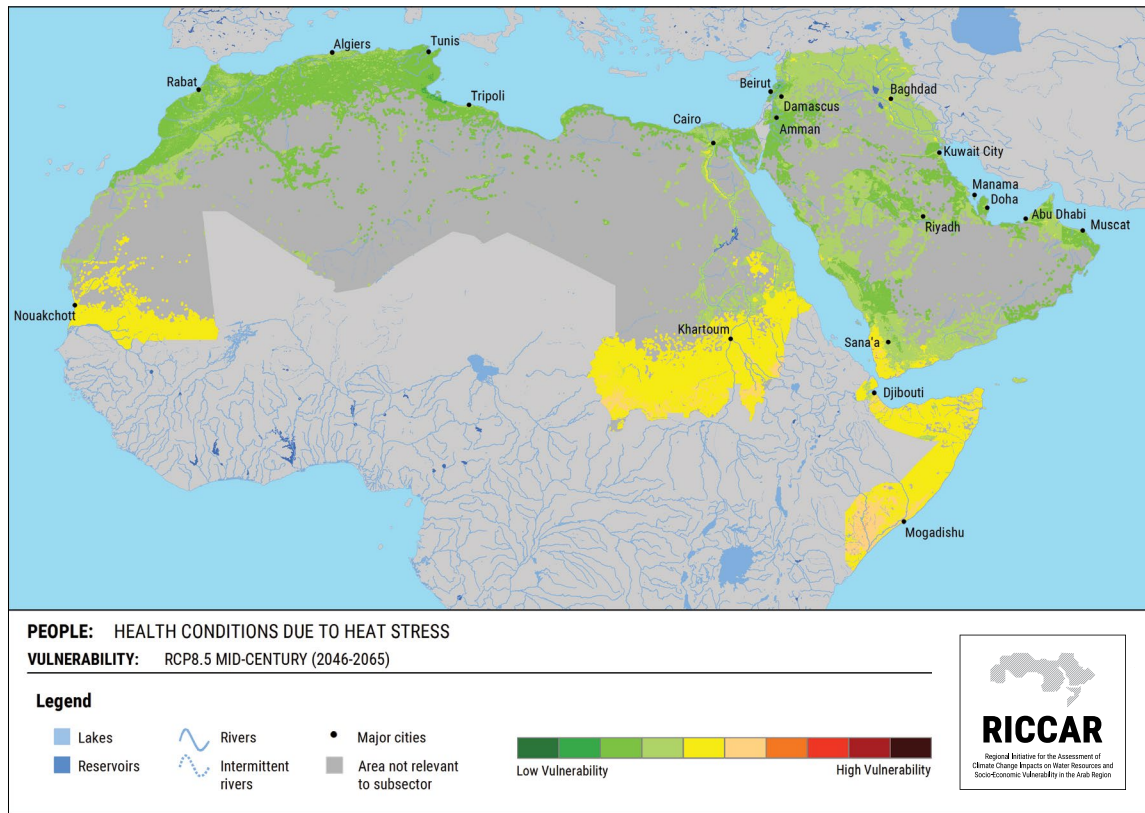 Algiers
Tunis
Rabat
Tripoli
Beirut
Baghdad
Damascus
Cairo
Amman
Kuwait City
Manama
Doha
Abu Dhabi
Riyadh
Muscat
Nouakchott
Khartoum
Sana'a
Djibouti
Mogadishu
PEOPLE: HEALTH CONDITIONS DUE TO HEAT STRESS
VULNERABILITY: RCP8.5 MID-CENTURY (2046-2065)
Legend
Lakes
Reservoirs
Rivers
Intermittent
rivers
Major cities
Area not relevant
to subsector
Low Vulnerability
High Vulnerability
RICCAR
Regional Initiative for the Assessment of
Climate Change Impacts on Water Resources and
Socio-Economic Vulnerability in the Arab Region